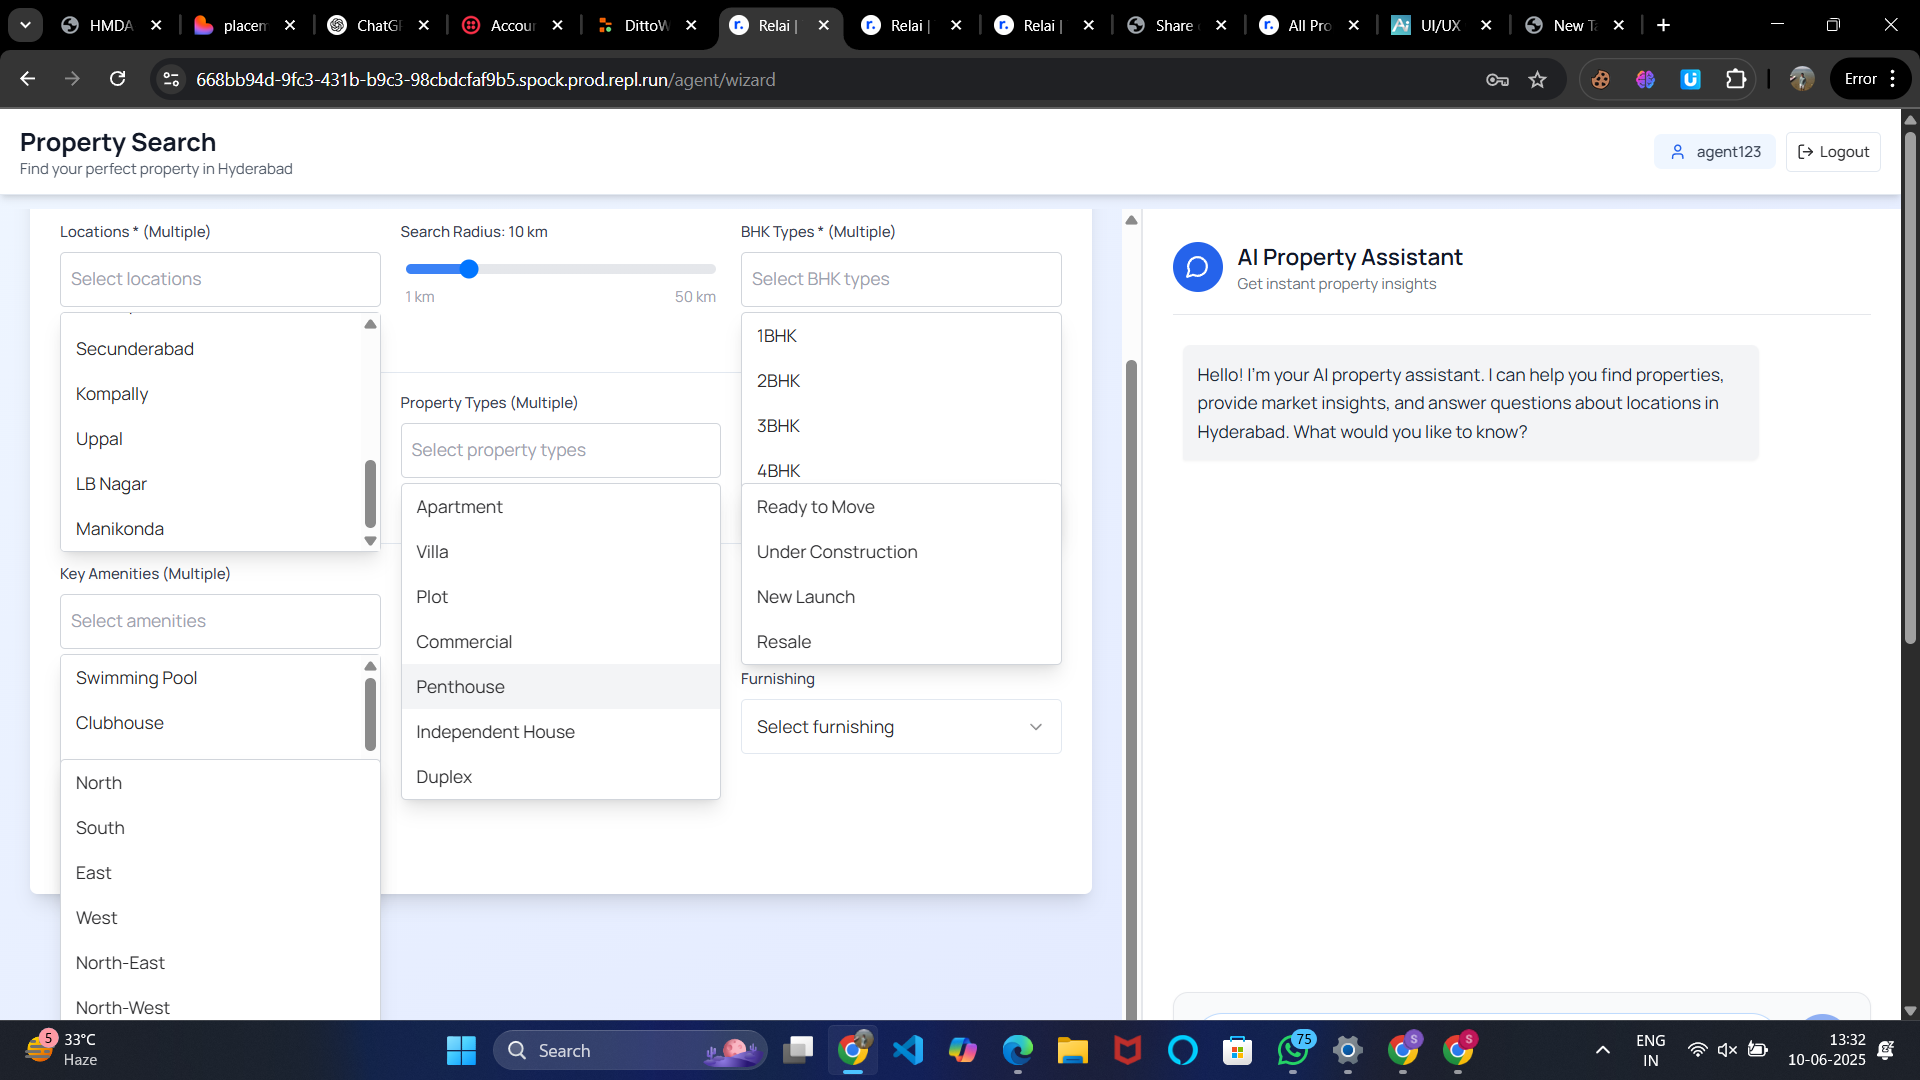 HMDA
placem
ChatG
Accour
DittoW
Relai |
Relai |
Relai |
Share
All Pro
UI/UX
New Ta
668bb94d-9fc3-431b-b9c3-98cbdcfaf9b5.spock.prod.repl.run/agent/wizard
Error
Property Search
Find your perfect property in Hyderabad
agent123
Logout
Locations * (Multiple)
Select locations
Secunderabad
Kompally
Uppal
LB Nagar
Manikonda
Search Radius: 10 km
1 km
50 km
BHK Types * (Multiple)
Select BHK types
1BHK
2BHK
3BHK
4BHK
Property Types (Multiple)
Select property types
Apartment
Villa
Plot
Commercial
Penthouse
Independent House
Duplex
Ready to Move
Under Construction
New Launch
Resale
Key Amenities (Multiple)
Select amenities
Swimming Pool
Clubhouse
North
South
East
West
North-East
North-West
Furnishing
Select furnishing
AI Property Assistant
Get instant property insights
Hello! I'm your AI property assistant. I can help you find properties,
provide market insights, and answer questions about locations in
Hyderabad. What would you like to know?
5
33°C
Haze
Search
75
S
S
ENG
IN
13:32
10-06-2025